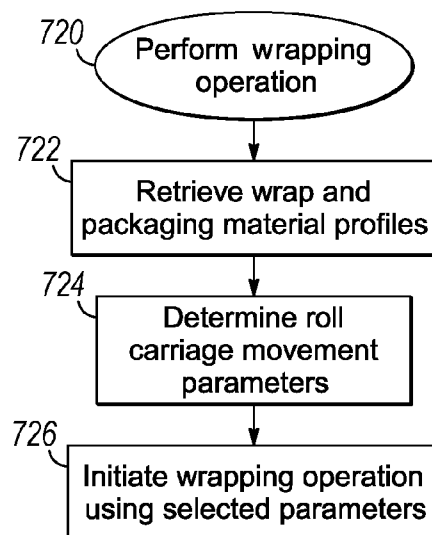 720
Perform wrapping
operation
722
Retrieve wrap and
packaging material profiles
724
Determine roll
carriage movement
parameters
726
Initiate wrapping operation
using selected parameters